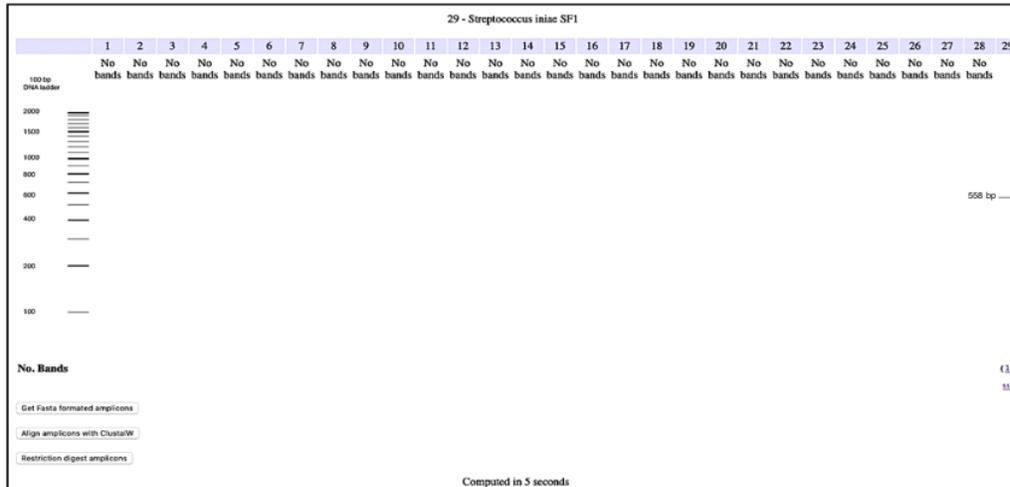 29 - Streptococcus iniae SF1
1 2 3 4 5 6 7 8 9 10 11 12 13 14 15 16 17 18 19 20 21 22 23 24 25 26 27 28 29
No No No No No No No No No No No No No No No No No No No No No No No No No No No No
bands bands bands bands bands bands bands bands bands bands bands bands bands bands bands bands bands bands bands bands bands bands bands bands bands bands bands bands
100 bp
DNA ladder
2000
1500
1000
800
600
558 bp
400
200
100
No. Bands
Get Fasta formated amplicons
Align amplicons with ClustalW
Restriction digest amplicons
Computed in 5 seconds